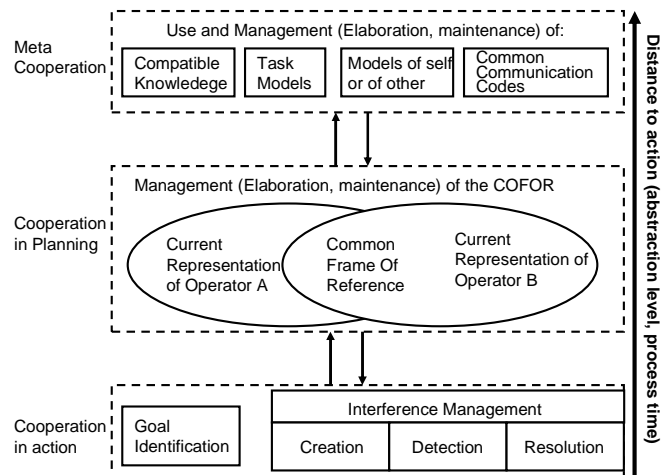 Meta
Cooperation
Use and Management (Elaboration, maintenance) of:
Compatible
Knowledege
Task
Models
Models of self
or of other
Common
Communication
Codes
Cooperation
in Planning
Management (Elaboration, maintenance) of the COFOR
Current
Representation
of Operator A
Common
Frame Of
Reference
Current
Representation of
Operator B
Cooperation
in action
Goal
Identification
Interference Management
Creation
Detection
Resolution
Distance to action (abstraction level, process time)